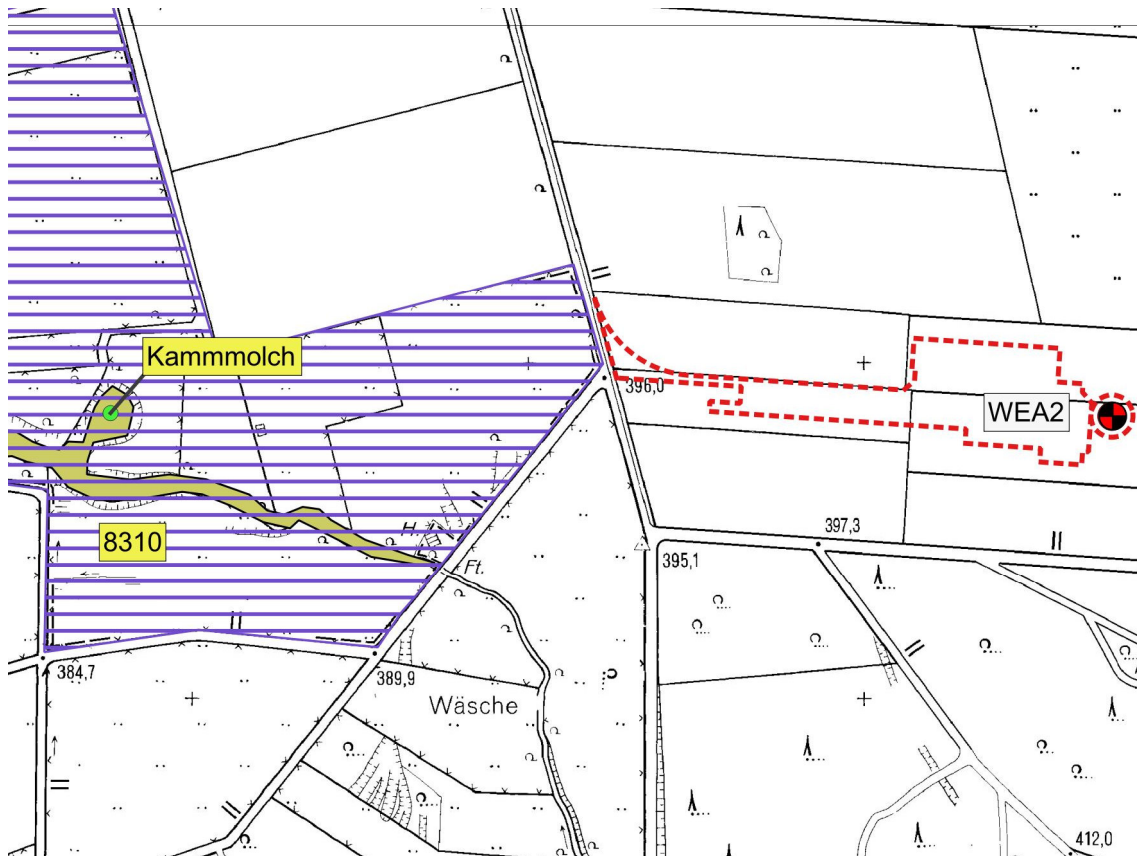 Kammmolch
396,0
WEA2
8310
H.
Ft.
397,3
395,1
384,7
389,9
Wäsche
412,0